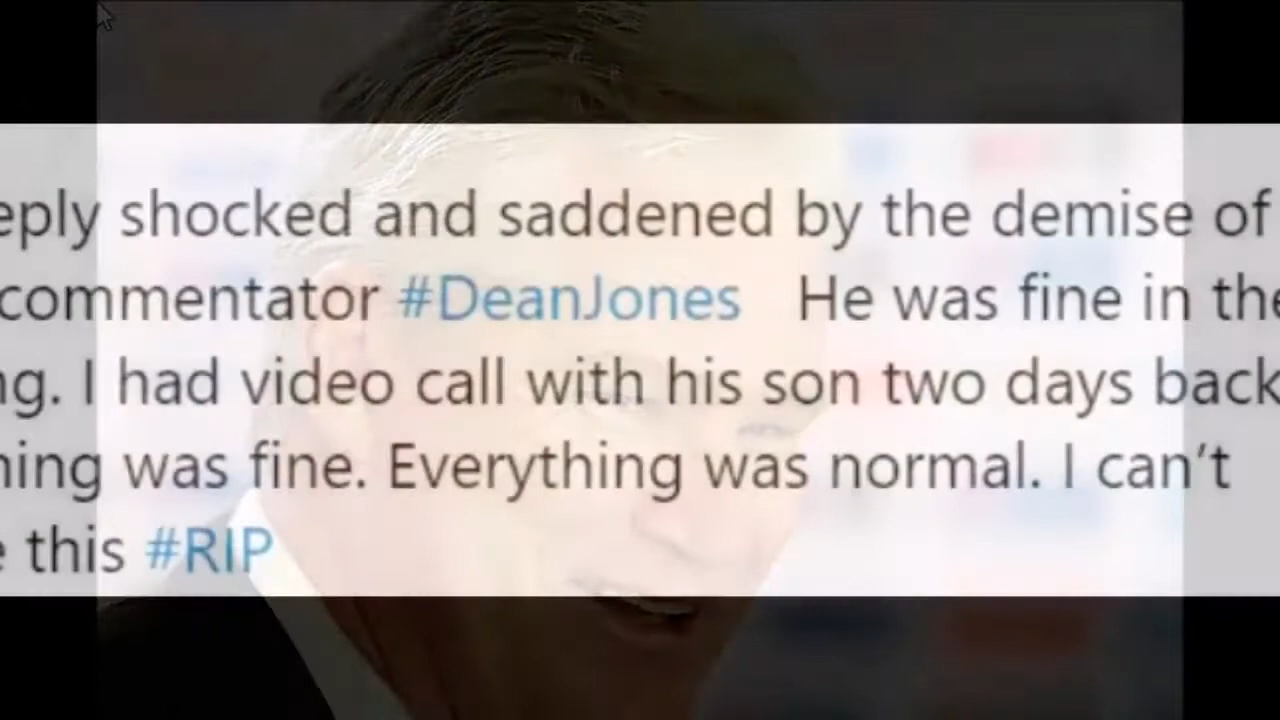 eply shocked and saddened by the demise of
commentator #DeanJones He was fine in the
ng. I had video call with his son two days back
ning was fine. Everything was normal. I can't
e this #RIP